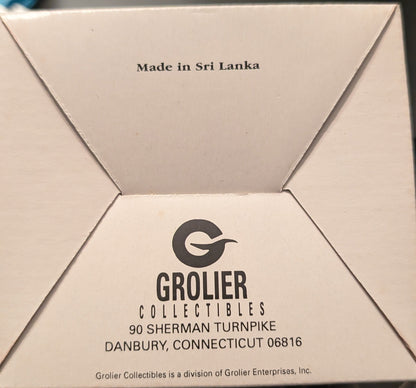 Made in Sri Lanka
GROLIER
COLLECTIBLES
90 SHERMAN TURNPIKE
DANBURY, CONNECTICUT 06816
Grolier Collectibles is a division of Grolier Enterprises, Inc.